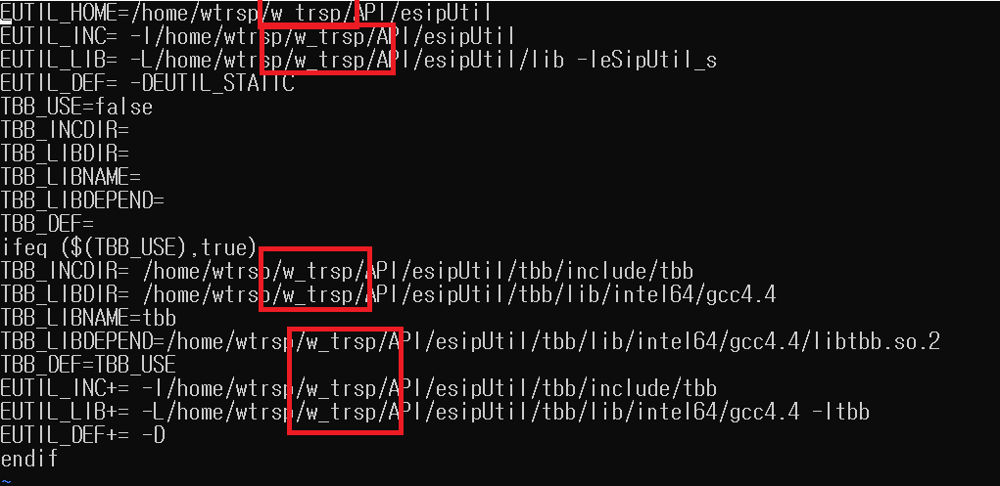 EUTIL_HOME=/home/wtrsp/w_trsp/API/esipUtil
EUTIL_INC= -I/home/wtrsp/w_trsp/API/esipUtil
EUTIL_LIB= -L/home/wtrsp/w_trsp/API/esipUtil/lib -leSipUtil_s
EUTIL_DEF= -DEUTIL_STATIC
TBB_USE=false
TBB_INCDIR=
TBB_LIBDIR=
TBB_LIBNAME=
TBB_LIBDEPEND=
TBB_DEF=
ifeq ($(TBB_USE),true)
TBB_INCDIR= /home/wtrsp/w_trsp/API/esipUtil/tbb/include/tbb
TBB_LIBDIR= /home/wtrsp/w_trsp/API/esipUtil/tbb/lib/intel64/gcc4.4
TBB_LIBNAME=tbb
TBB_LIBDEPEND=/home/wtrsp/w_trsp/API/esipUtil/tbb/lib/intel64/gcc4.4/libtbb.so.2
TBB_DEF=TBB_USE
EUTIL_INC+= -I/home/wtrsp/w_trsp/API/esipUtil/tbb/include/tbb
EUTIL_LIB+= -L/home/wtrsp/w_trsp/API/esipUtil/tbb/lib/intel64/gcc4.4 -ltbb
EUTIL_DEF+= -D
endif
~